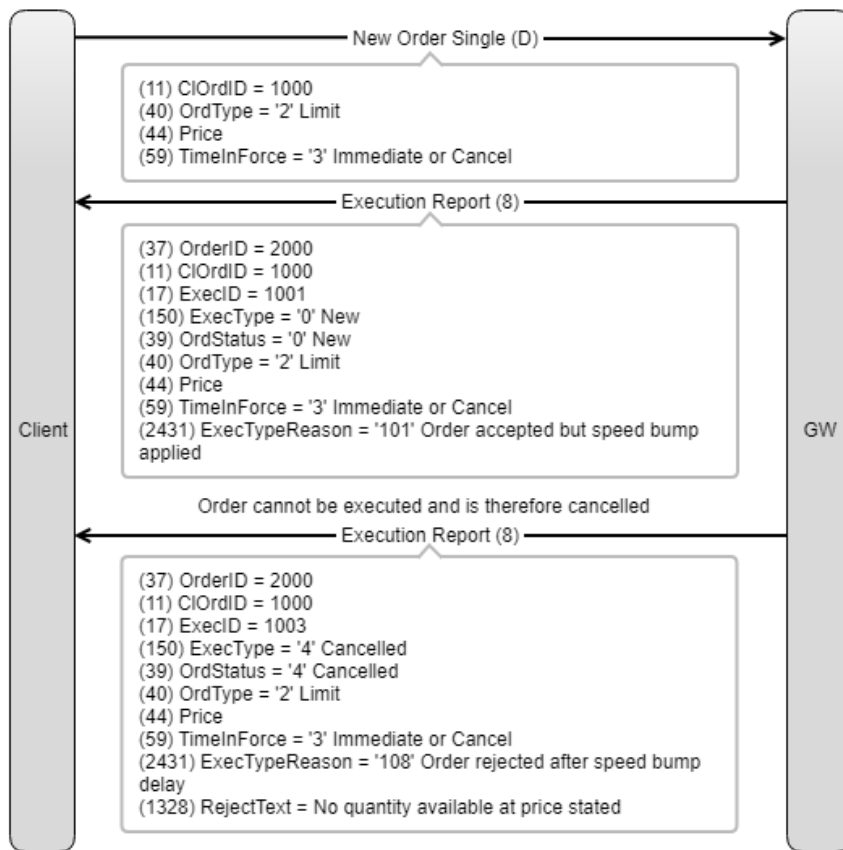 New Order Single (D)
(11) ClOrdID = 1000
(40) OrdType = '2' Limit
(44) Price
(59) TimeInForce = '3' Immediate or Cancel
Execution Report (8)
(37) OrderID = 2000
(11) ClOrdID = 1000
(17) ExecID = 1001
(150) ExecType = '0' New
(39) OrdStatus = '0' New
(40) OrdType = '2' Limit
(44) Price
(59) TimeInForce = '3' Immediate or Cancel
(2431) ExecTypeReason = '101' Order accepted but speed bump
applied
Client
GW
Order cannot be executed and is therefore cancelled
Execution Report (8)
(37) OrderID = 2000
(11) ClOrdID = 1000
(17) ExecID = 1003
(150) ExecType = '4' Cancelled
(39) OrdStatus = '4' Cancelled
(40) OrdType = '2' Limit
(44) Price
(59) TimeInForce = '3' Immediate or Cancel
(2431) ExecTypeReason = '108' Order rejected after speed bump
delay
(1328) RejectText = No quantity available at price stated